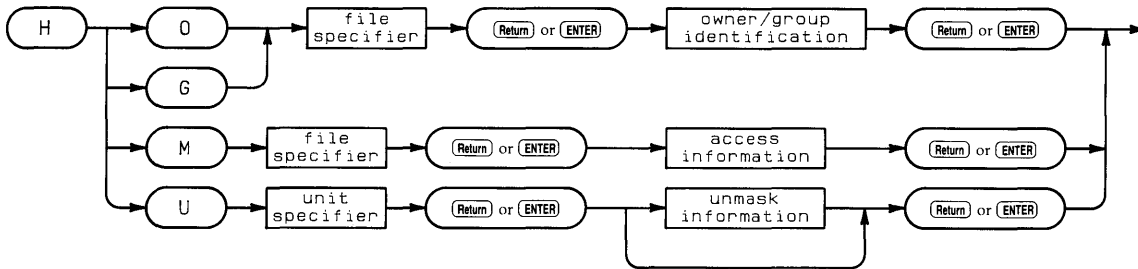 H
O
file
specifier
Return or ENTER
owner/group
identification
Return or ENTER
G
M
file
specifier
Return or ENTER
access
information
Return or ENTER
U
unit
specifier
Return or ENTER
unmask
information
Return or ENTER